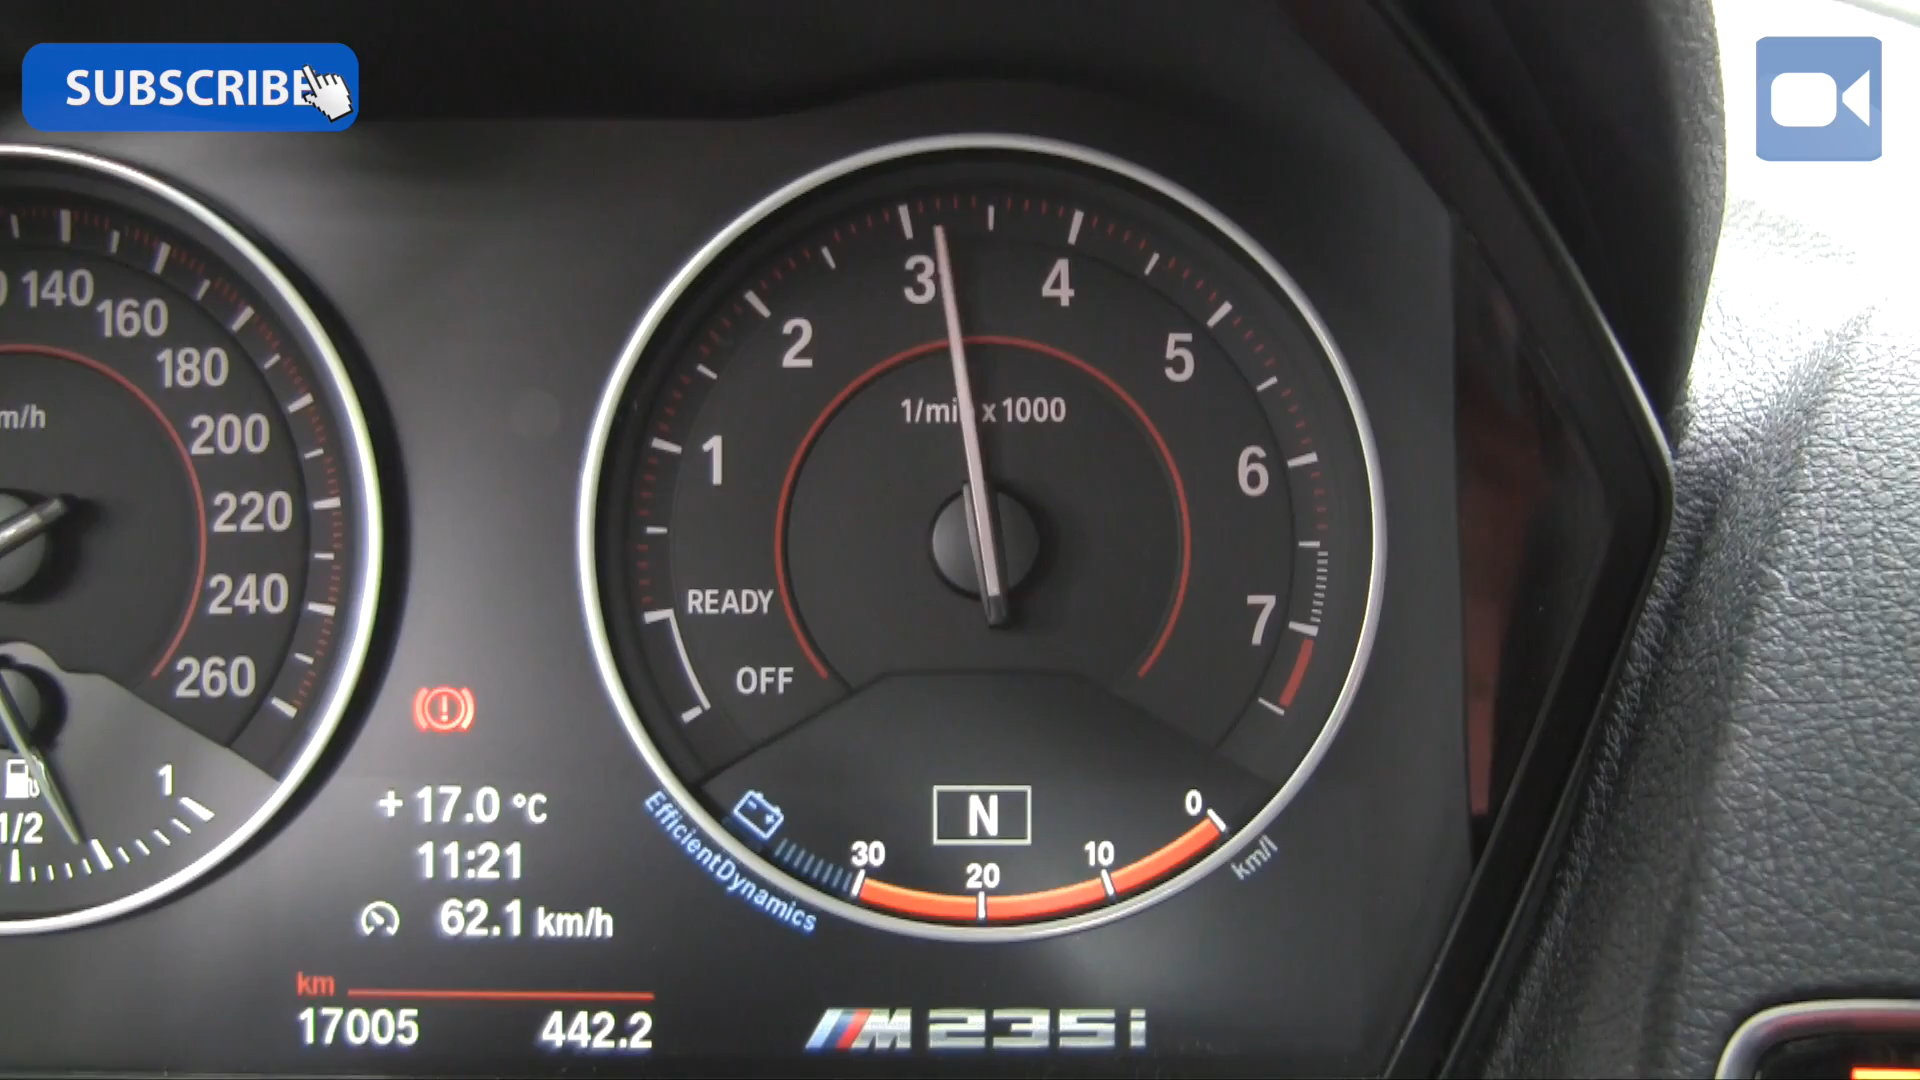 SUBSCRIBE
140
160
180
m/h
200
220
240
260
1/2
1
+ 17.0 °C
11:21
62.1 km/h
km
17005 442.2
1
2
3
4
5
6
7
1/min x 1000
READY
OFF
N
30
20
10
0
km/l
EfficientDynamics
M235i